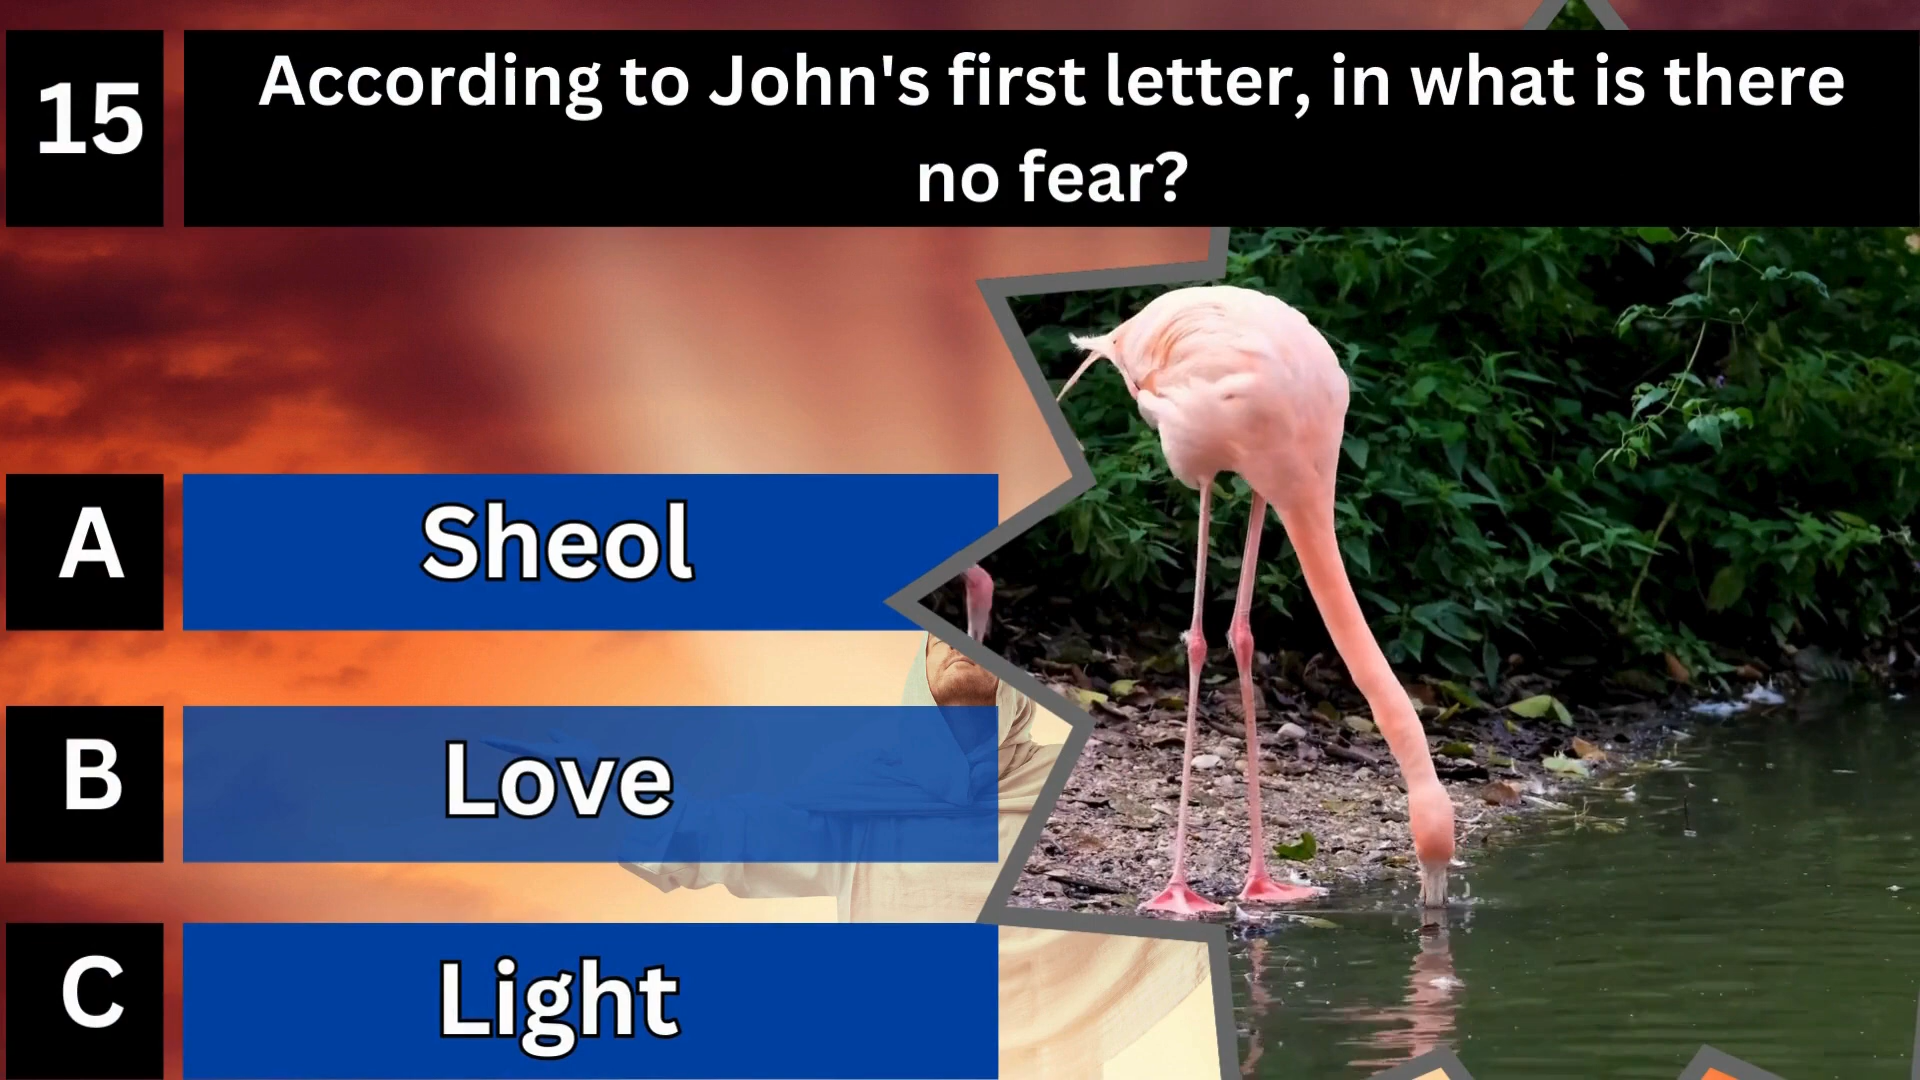 15
According to John's first letter, in what is there
no fear?
A
Sheol
B
Love
C
Light